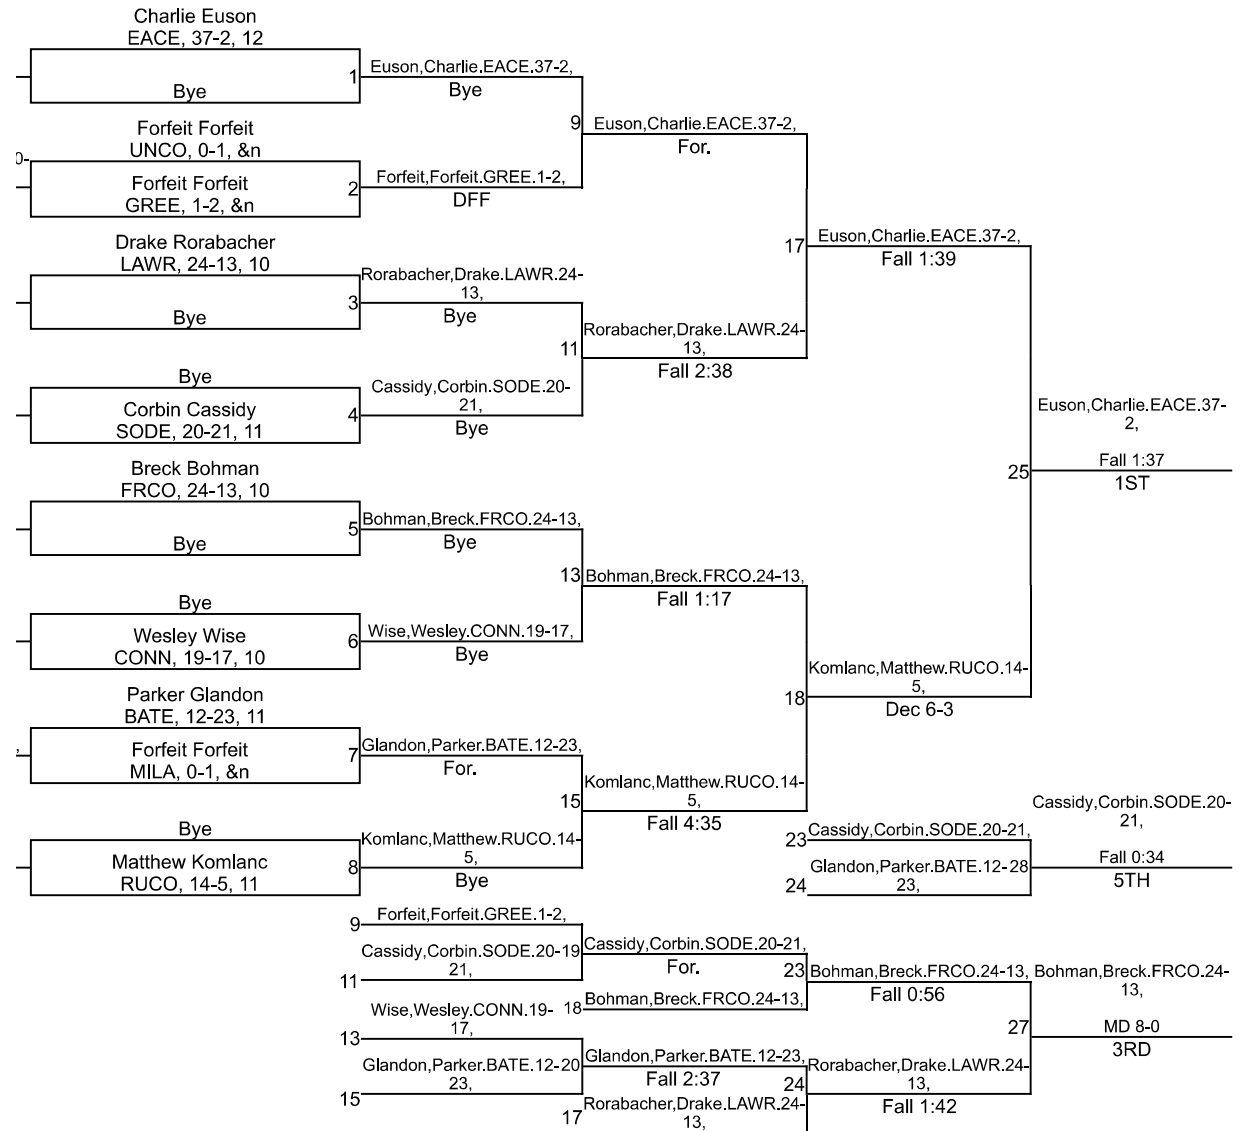 Charlie Euson
EACE, 37-2, 12
1
Bye
Euson,Charlie.EACE.37-2,
Bye
Forfeit Forfeit
UNCO, 0-1, &n
0-
Forfeit Forfeit
GREE, 1-2, &n
2
Forfeit,Forfeit.GREE.1-2,
DFF
9
Euson,Charlie.EACE.37-2,
For.
Drake Rorabacher
LAWR, 24-13, 10
3
Bye
Rorabacher,Drake.LAWR.24-
13,
Bye
17
Euson,Charlie.EACE.37-2,
Fall 1:39
11
Rorabacher,Drake.LAWR.24-
13,
Fall 2:38
Bye
Corbin Cassidy
SODE, 20-21, 11
4
Cassidy,Corbin.SODE.20-
21,
Bye
Euson,Charlie.EACE.37-
2,
Fall 1:37
1ST
25
Breck Bohman
FRCO, 24-13, 10
5
Bye
Bohman,Breck.FRCO.24-13,
Bye
13
Bohman,Breck.FRCO.24-13,
Fall 1:17
Bye
Wesley Wise
CONN, 19-17, 10
6
Wise,Wesley.CONN.19-17,
Bye
18
Komlanc,Matthew.RUCO.14-
5,
Dec 6-3
Parker Glandon
BATE, 12-23, 11
,
Forfeit Forfeit
MILA, 0-1, &n
7
Glandon,Parker.BATE.12-23,
For.
15
Komlanc,Matthew.RUCO.14-
5,
Fall 4:35
Bye
Matthew Komlanc
RUCO, 14-5, 11
8
Komlanc,Matthew.RUCO.14-
5,
Bye
23
Cassidy,Corbin.SODE.20-21,
24
Glandon,Parker.BATE.12-28
23,
Cassidy,Corbin.SODE.20-
21,
Fall 0:34
5TH
9
Forfeit,Forfeit.GREE.1-2,
11
Cassidy,Corbin.SODE.20-19
21,
Cassidy,Corbin.SODE.20-21,
For.
18
Bohman,Breck.FRCO.24-13,
23
Bohman,Breck.FRCO.24-13,
Fall 0:56
Bohman,Breck.FRCO.24-
13,
MD 8-0
3RD
27
13
Wise,Wesley.CONN.19-
17,
15
Glandon,Parker.BATE.12-20
23,
Glandon,Parker.BATE.12-23,
Fall 2:37
17
Rorabacher,Drake.LAWR.24-
13,
24
Rorabacher,Drake.LAWR.24-
13,
Fall 1:42